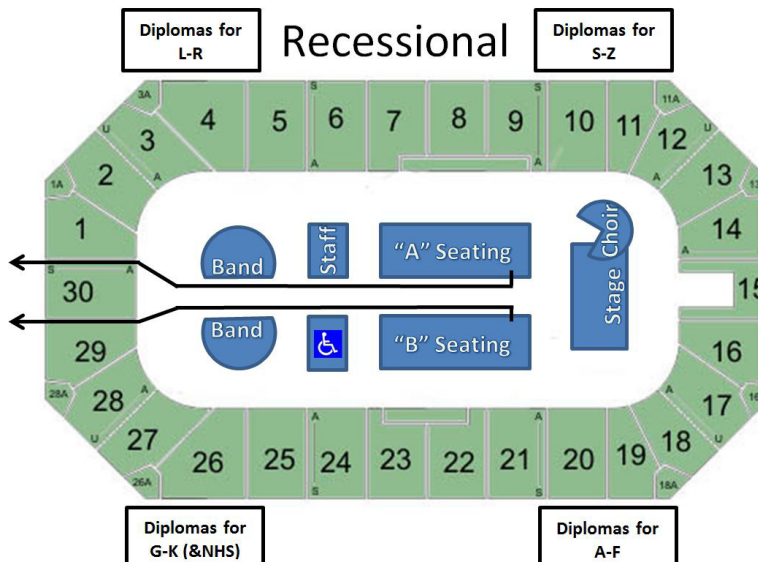 Diplomas for
L-R
Recessional
Diplomas for
S-Z
3A
4
5
S
6
A
7
8
9
S
A
10
11
11A
12
U
A
13
13
14
A
15
16
16
17
A
U
18
18A
19
20
21
A
S
22
23
24
A
S
25
26
26A
27
28
A
U
28A
29
30
S
A
1
1A
2
3
U
A
Band
Staff
"A" Seating
Choir
Stage
Band
"B" Seating
Diplomas for
G-K (&NHS)
Diplomas for
A-F